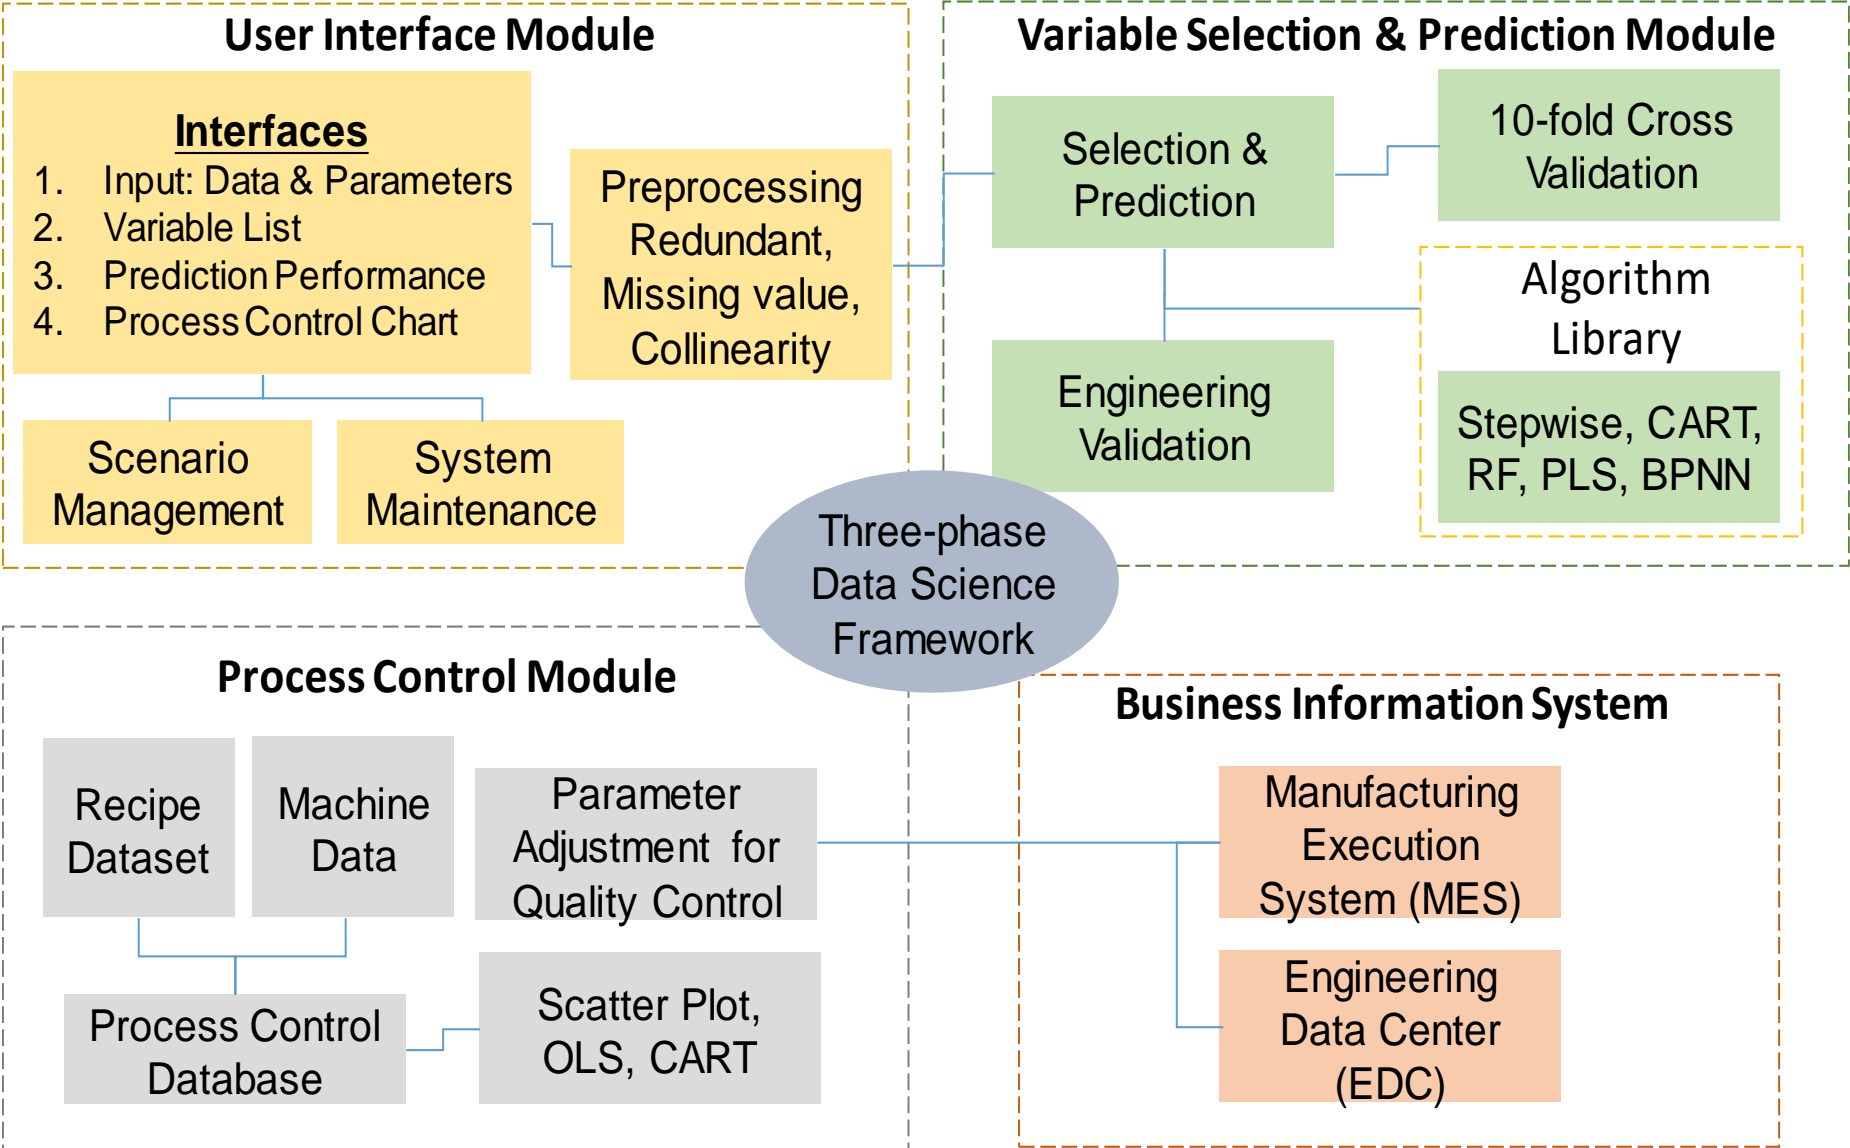 User Interface Module
Interfaces
1. Input: Data & Parameters
2. Variable List
3. Prediction Performance
4. Process Control Chart
Preprocessing
Redundant,
Missing value,
Collinearity
Scenario
Management
System
Maintenance
Variable Selection & Prediction Module
Selection &
Prediction
10-fold Cross
Validation
Engineering
Validation
Algorithm
Library
Stepwise, CART,
RF, PLS, BPNN
Three-phase
Data Science
Framework
Process Control Module
Recipe
Dataset
Machine
Data
Parameter
Adjustment for
Quality Control
Process Control
Database
Scatter Plot,
OLS, CART
Business Information System
Manufacturing
Execution
System (MES)
Engineering
Data Center
(EDC)